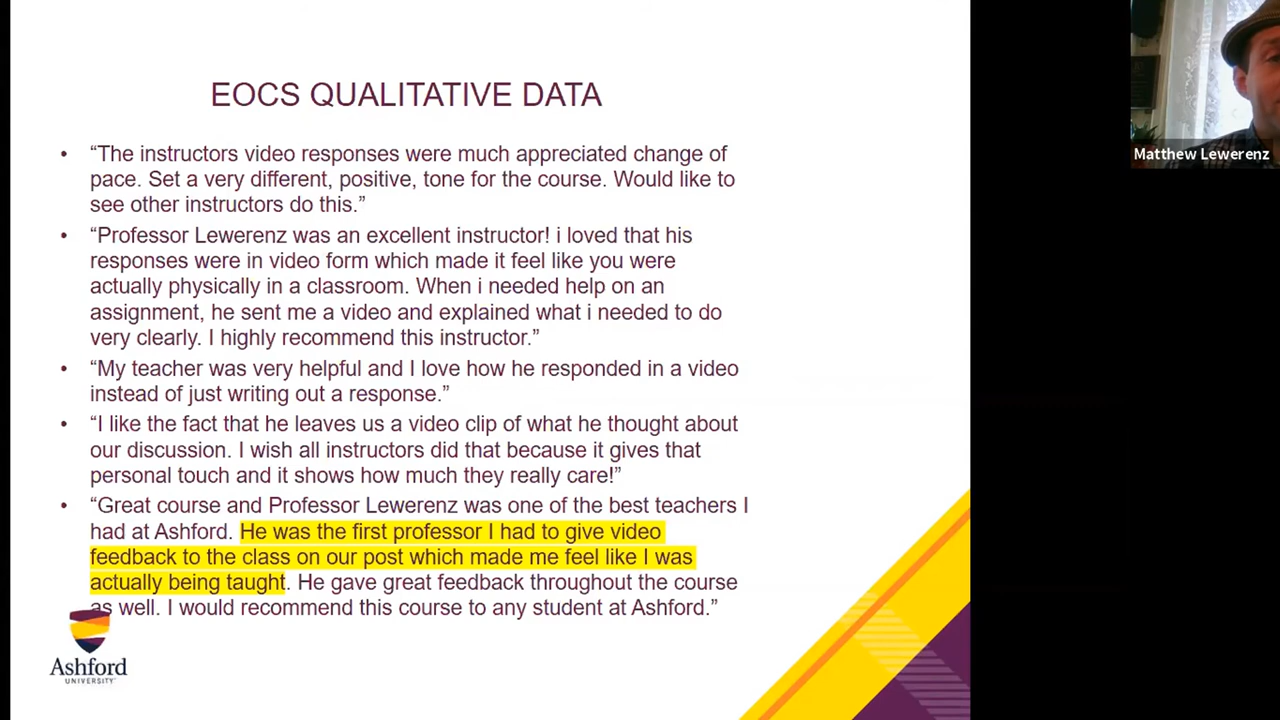 EOCS QUALITATIVE DATA
• “The instructors video responses were much appreciated change of
pace. Set a very different, positive, tone for the course. Would like to
see other instructors do this.”
• “Professor Lewerenz was an excellent instructor! i loved that his
responses were in video form which made it feel like you were
actually physically in a classroom. When i needed help on an
assignment, he sent me a video and explained what i needed to do
very clearly. I highly recommend this instructor.”
• “My teacher was very helpful and I love how he responded in a video
instead of just writing out a response.”
• “I like the fact that he leaves us a video clip of what he thought about
our discussion. I wish all instructors did that because it gives that
personal touch and it shows how much they really care!”
• “Great course and Professor Lewerenz was one of the best teachers I
had at Ashford. He was the first professor I had to give video
feedback to the class on our post which made me feel like I was
actually being taught. He gave great feedback throughout the course
as well. I would recommend this course to any student at Ashford.”
Ashford
UNIVERSITY
Matthew Lewerenz